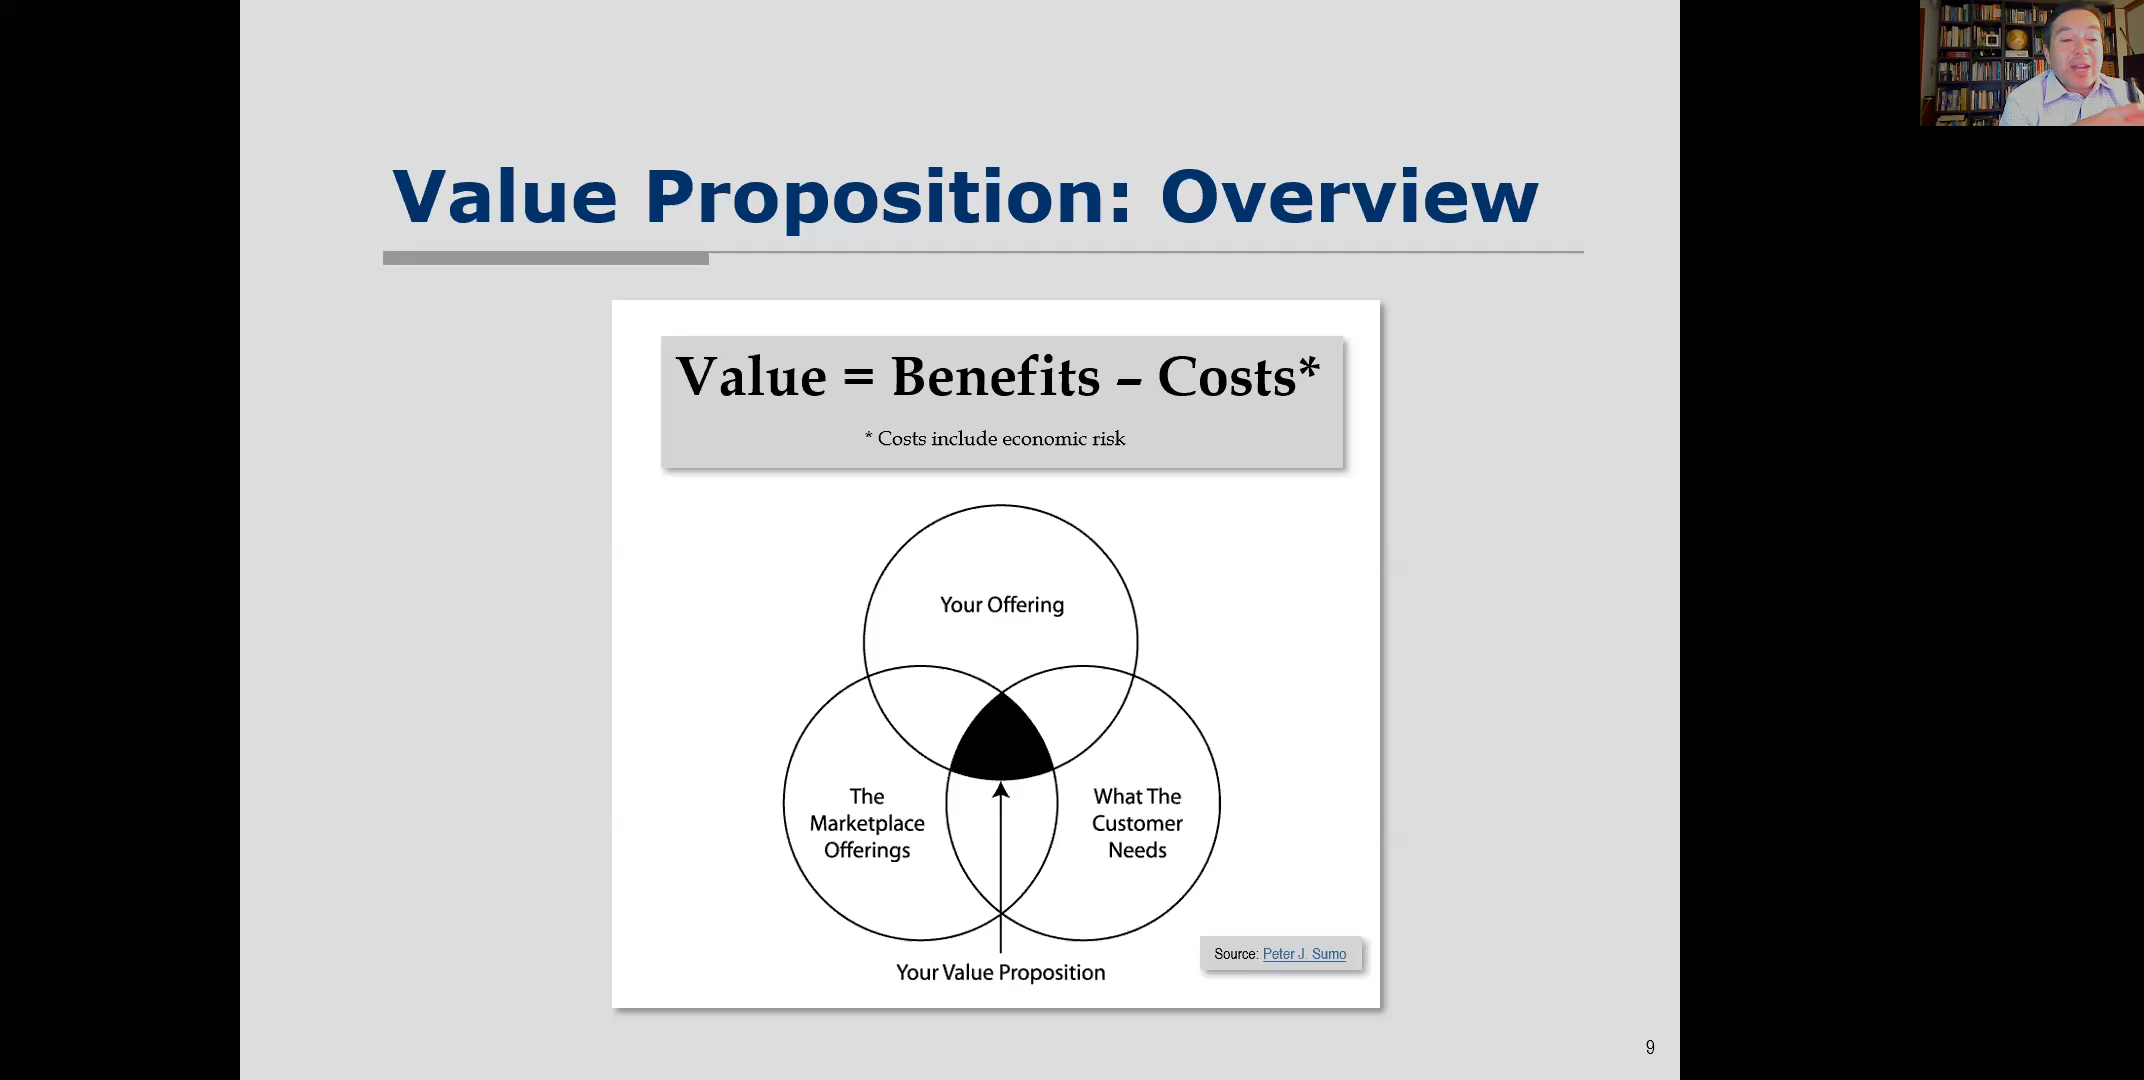 Value Proposition: Overview
Value = Benefits – Costs*
* Costs include economic risk
Your Offering
The
Marketplace
Offerings
What The
Customer
Needs
Your Value Proposition
Source: Peter J. Sumo
9